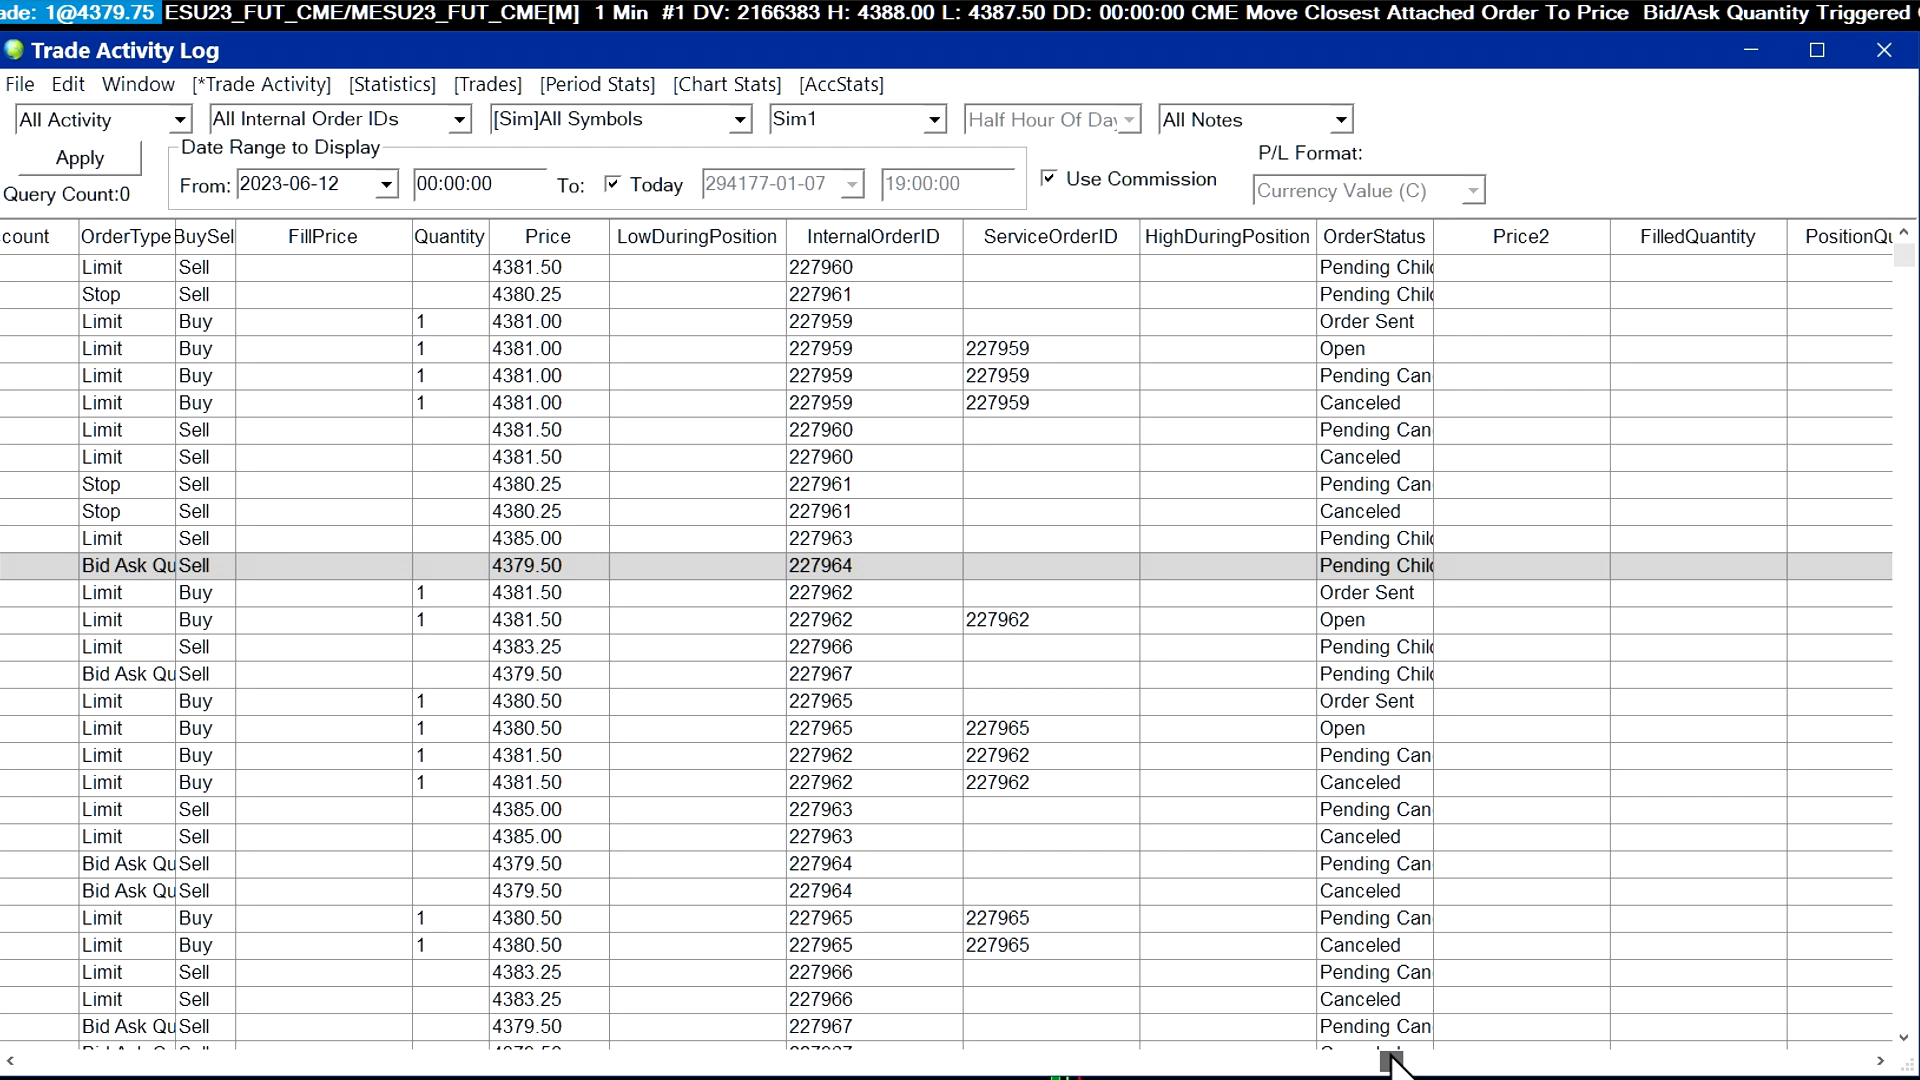 ade: 1@4379.75 ESU23_FUT_CME/MESU23_FUT_CME[M] 1 Min #1 DV: 2166383 H: 4388.00 L: 4387.50 DD: 00:00:00 CME Move Closest Attached Order To Price Bid/Ask Quantity Triggered
Trade Activity Log
File Edit Window [*Trade Activity] [Statistics] [Trades] [Period Stats] [Chart Stats] [AccStats]
All Activity All Internal Order IDs [Sim]All Symbols Sim1 Half Hour Of Day All Notes
Apply Date Range to Display P/L Format:
From: 2023-06-12 00:00:00 To: Today 294177-01-07 19:00:00 Use Commission Currency Value (C)
Query Count:0
count OrderType BuySel FillPrice Quantity Price LowDuringPosition InternalOrderID ServiceOrderID HighDuringPosition OrderStatus Price2 FilledQuantity PositionQu
Limit Sell 4381.50 227960 Pending Child
Stop Sell 4380.25 227961 Pending Child
Limit Buy 1 4381.00 227959 Order Sent
Limit Buy 1 4381.00 227959 227959 Open
Limit Buy 1 4381.00 227959 227959 Pending Can
Limit Buy 1 4381.00 227959 227959 Canceled
Limit Sell 4381.50 227960 Pending Can
Limit Sell 4381.50 227960 Canceled
Stop Sell 4380.25 227961 Pending Can
Stop Sell 4380.25 227961 Canceled
Limit Sell 4385.00 227963 Pending Child
Bid Ask Qu Sell 4379.50 227964 Pending Child
Limit Buy 1 4381.50 227962 Order Sent
Limit Buy 1 4381.50 227962 227962 Open
Limit Sell 4383.25 227966 Pending Child
Bid Ask Qu Sell 4379.50 227967 Pending Child
Limit Buy 1 4380.50 227965 Order Sent
Limit Buy 1 4380.50 227965 227965 Open
Limit Buy 1 4381.50 227962 227962 Pending Can
Limit Buy 1 4381.50 227962 227962 Canceled
Limit Sell 4385.00 227963 Pending Can
Limit Sell 4385.00 227963 Canceled
Bid Ask Qu Sell 4379.50 227964 Pending Can
Bid Ask Qu Sell 4379.50 227964 Canceled
Limit Buy 1 4380.50 227965 227965 Pending Can
Limit Buy 1 4380.50 227965 227965 Canceled
Limit Sell 4383.25 227966 Pending Can
Limit Sell 4383.25 227966 Canceled
Bid Ask Qu Sell 4379.50 227967 Pending Can